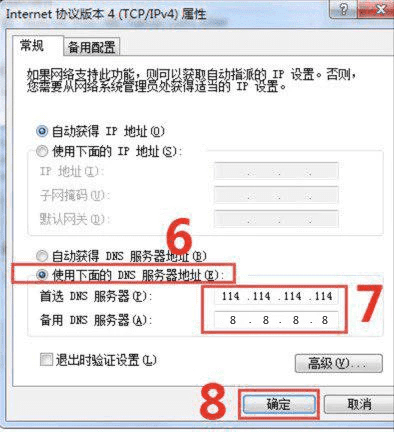 Internet 协议版本 4 (TCP/IPv4) 属性
常规 备用配置
如果网络支持此功能，则可以获取自动指派的 IP 设置。否则，
您需要从网络系统管理员处获得适当的 IP 设置。
自动获得 IP 地址(O)
使用下面的 IP 地址(S):
IP 地址(I):
子网掩码(U):
默认网关(D):
6
自动获得 DNS 服务器地址(B)
使用下面的 DNS 服务器地址(E):
首选 DNS 服务器(P): 114 . 114 . 114 . 114
备用 DNS 服务器(A): 8 . 8 . 8 . 8
7
退出时验证设置(L)
高级(V)...
8
确定 取消